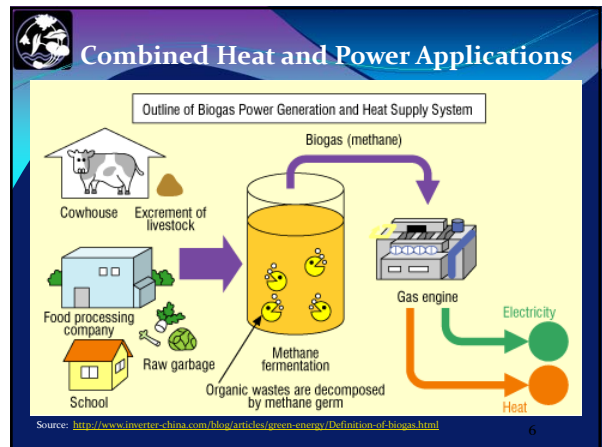 Combined Heat and Power Applications
Outline of Biogas Power Generation and Heat Supply System
Biogas (methane)
Cowhouse
Excrement of
livestock
Food processing
company
Raw garbage
School
Methane
fermentation
Organic wastes are decomposed
by methane germ
Gas engine
Electricity
Heat
Source: http://www.inverter-china.com/blog/articles/green-energy/Definition-of-biogas.html
6